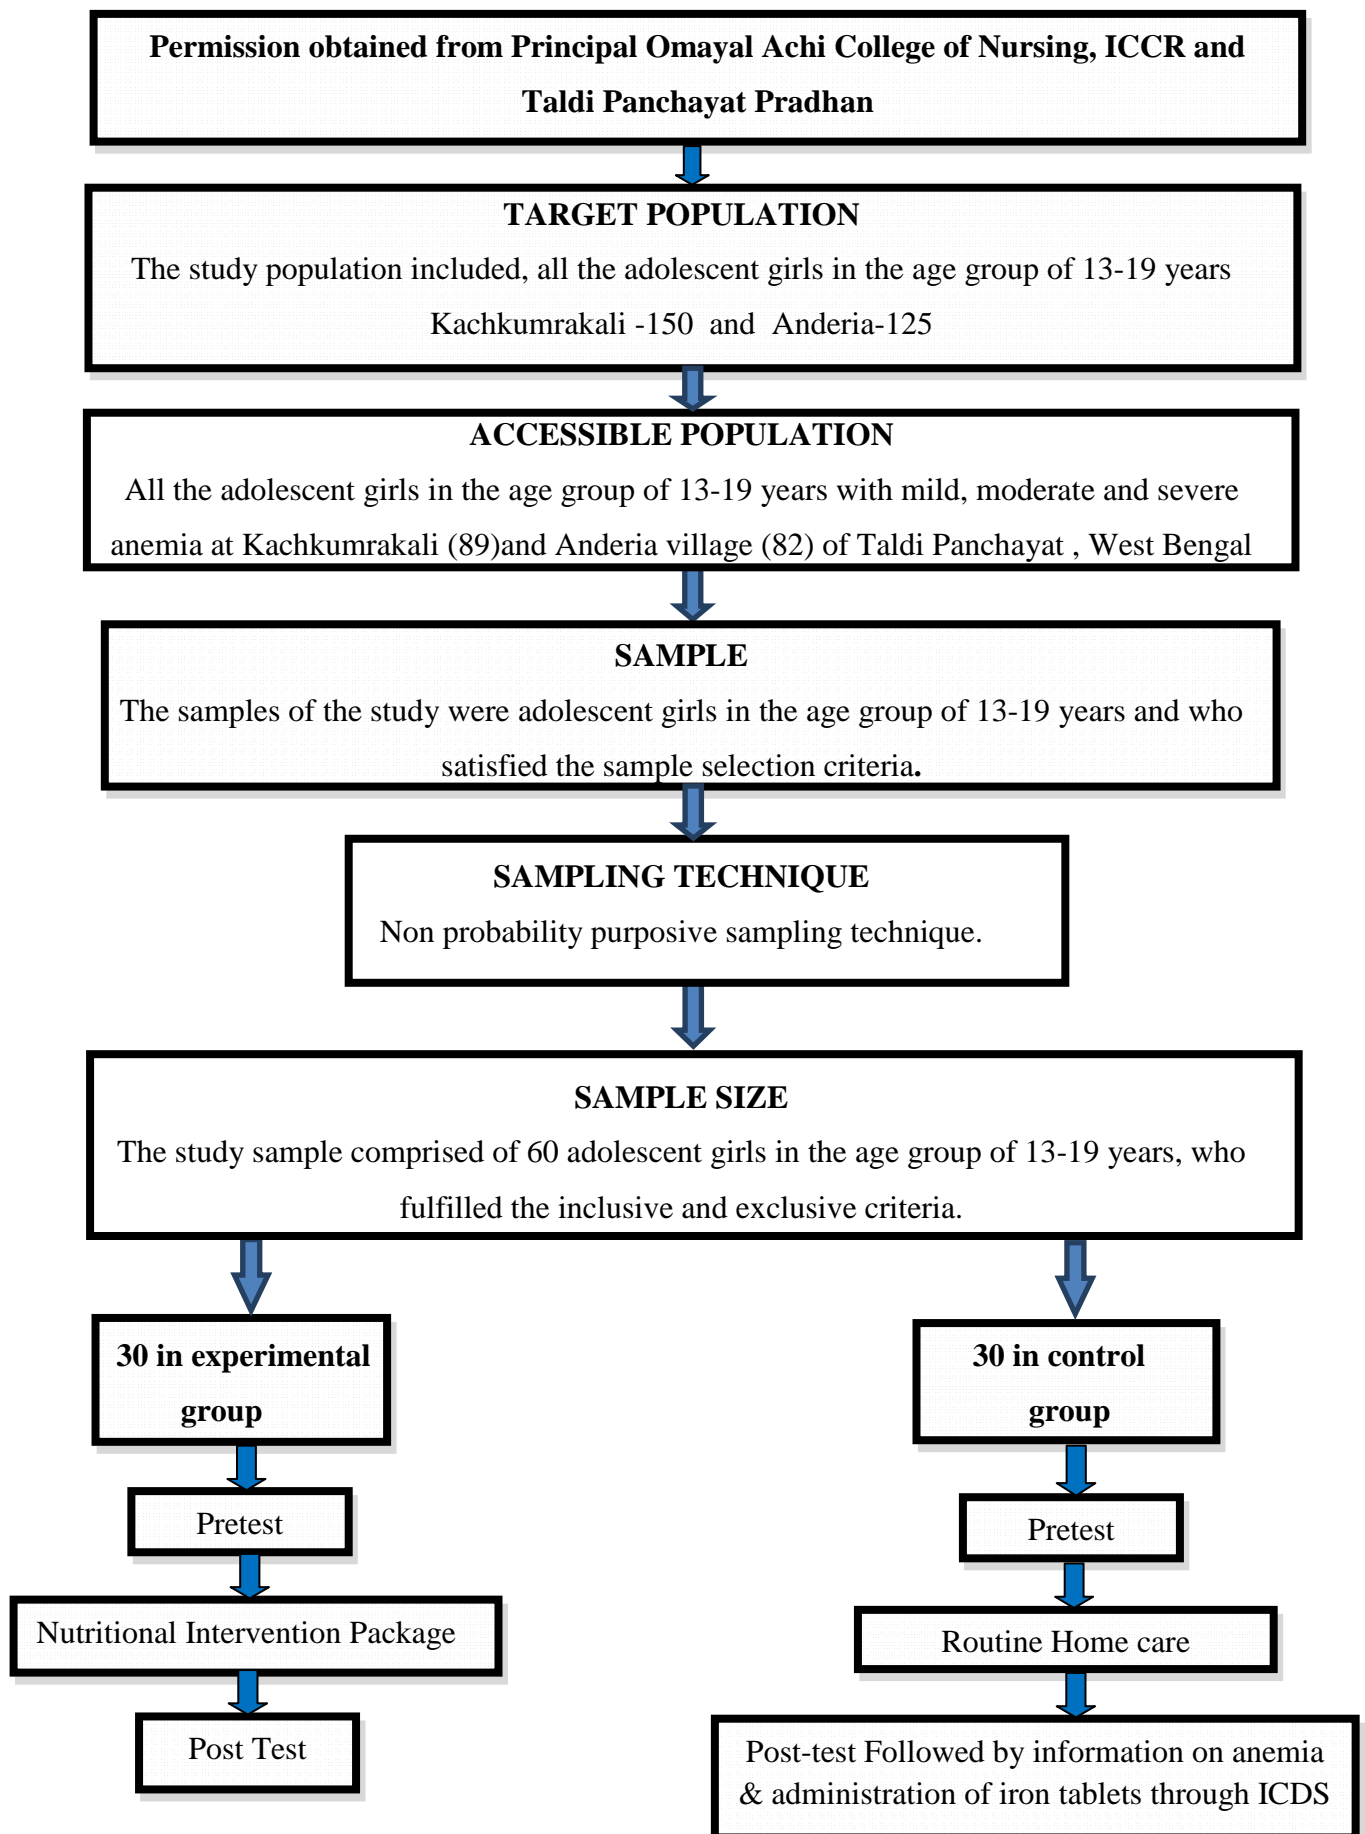 Permission obtained from Principal Omayal Achi College of Nursing, ICCR and
Taldi Panchayat Pradhan
TARGET POPULATION
The study population included, all the adolescent girls in the age group of 13-19 years
Kachkumrakali -150 and Anderia-125
ACCESSIBLE POPULATION
All the adolescent girls in the age group of 13-19 years with mild, moderate and severe
anemia at Kachkumrakali (89)and Anderia village (82) of Taldi Panchayat , West Bengal
SAMPLE
The samples of the study were adolescent girls in the age group of 13-19 years and who
satisfied the sample selection criteria.
SAMPLING TECHNIQUE
Non probability purposive sampling technique.
SAMPLE SIZE
The study sample comprised of 60 adolescent girls in the age group of 13-19 years, who
fulfilled the inclusive and exclusive criteria.
30 in experimental
group
Pretest
Nutritional Intervention Package
Post Test
30 in control
group
Pretest
Routine Home care
Post-test Followed by information on anemia
& administration of iron tablets through ICDS